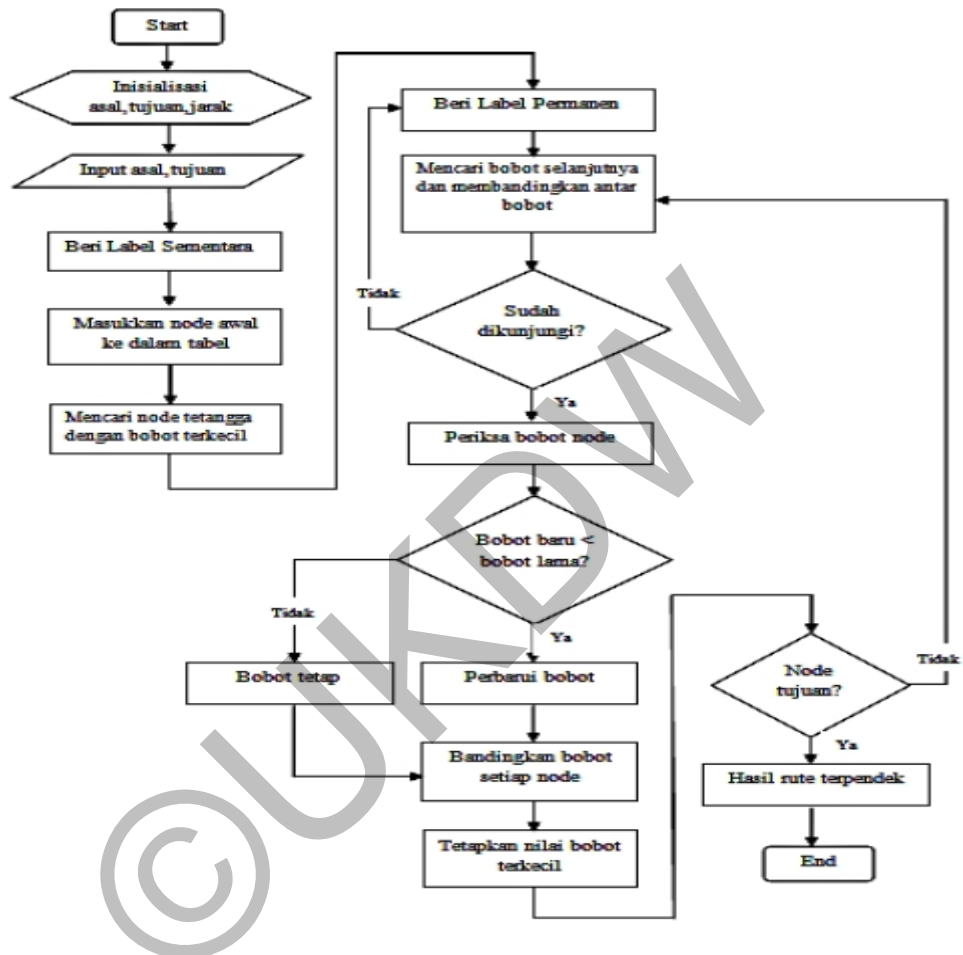 Start
Inisialisasi
asal,tujuan,jarak
Input asal,tujuan
Beri Label Sementara
Masukkan node awal
ke dalam tabel
Mencari node tetangga
dengan bobot terkecil
Beri Label Permanen
Mencari bobot selanjutnya
dan membandingkan antar
bobot
Tidak
Sudah
dikunjungi?
Ya
Periksa bobot node
Bobot baru <
bobot lama?
Tidak
Ya
Bobot tetap
Perbarui bobot
Bandingkan bobot
setiap node
Tetapkan nilai bobot
terkecil
Node
tujuan?
Tidak
Ya
Hasil rute terpendek
End
©UKDW